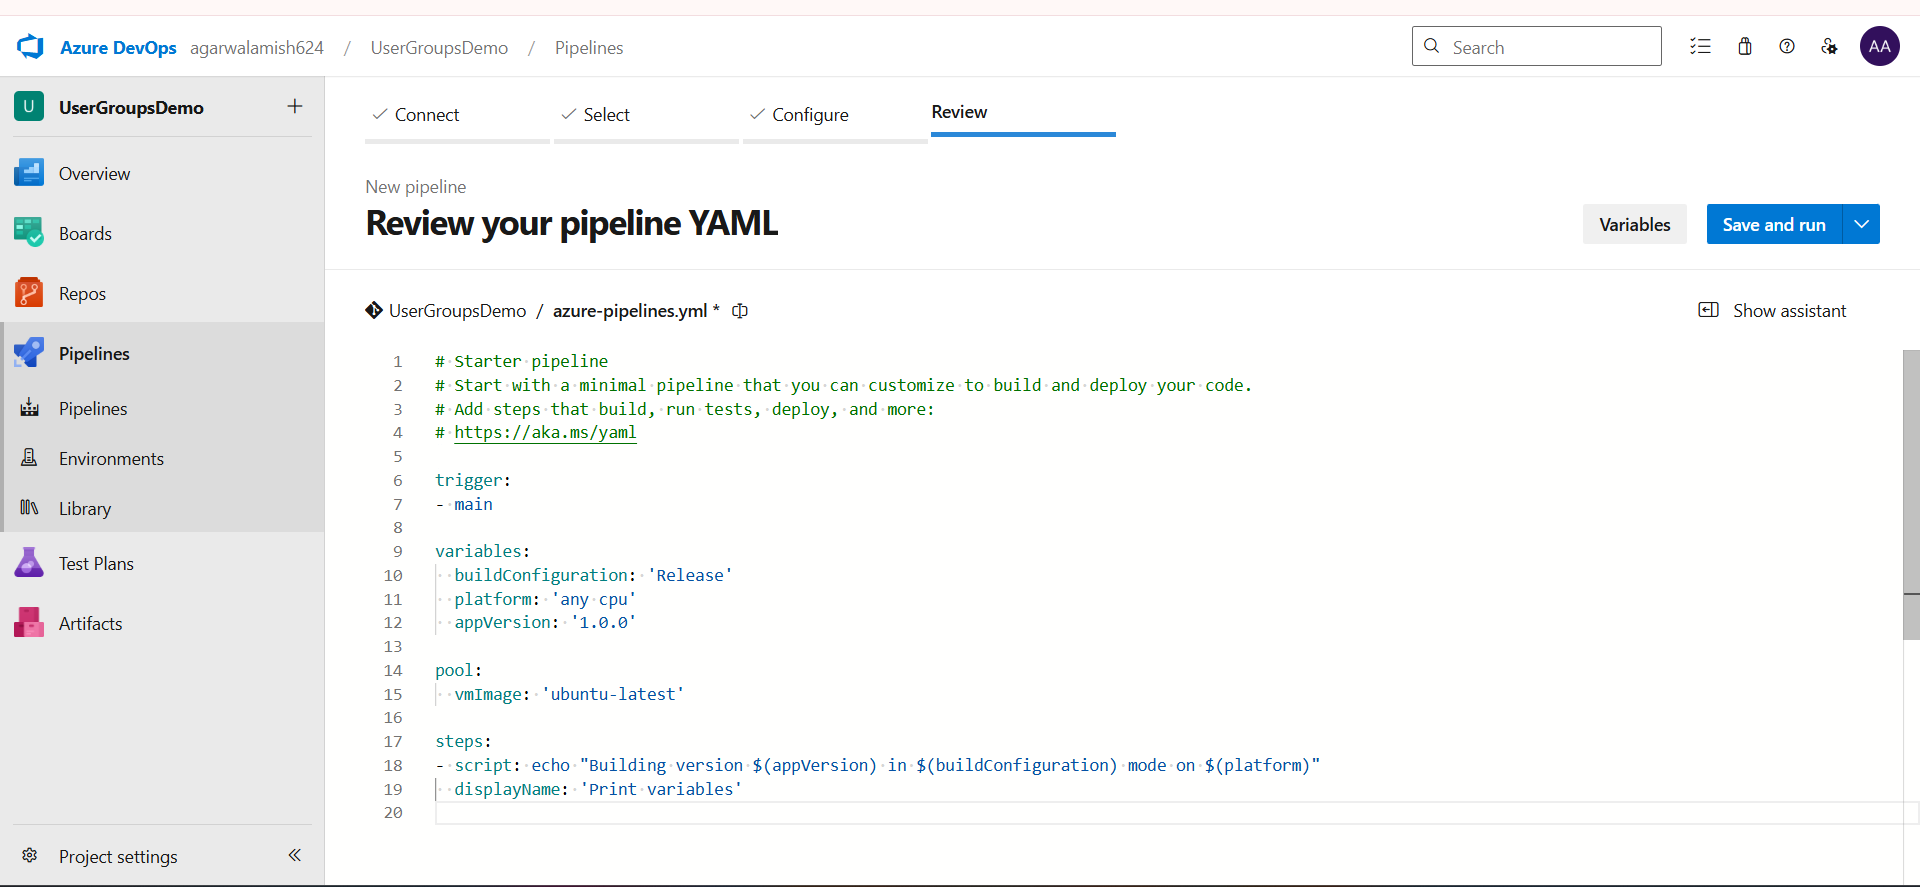 Azure DevOps agarwalamish624 / UserGroupsDemo / Pipelines
Search
AA
U UserGroupsDemo
Overview
Boards
Repos
Pipelines
Pipelines
Environments
Library
Test Plans
Artifacts
Project settings
Connect
Select
Configure
Review
New pipeline
Review your pipeline YAML
Variables
Save and run
UserGroupsDemo / azure-pipelines.yml *
Show assistant
1 # Starter pipeline
2 # Start with a minimal pipeline that you can customize to build and deploy your code.
3 # Add steps that build, run tests, deploy, and more:
4 # https://aka.ms/yaml
5
6 trigger:
7 - main
8
9 variables:
10   buildConfiguration: 'Release'
11   platform: 'any cpu'
12   appVersion: '1.0.0'
13
14 pool:
15   vmImage: 'ubuntu-latest'
16
17 steps:
18 - script: echo "Building version $(appVersion) in $(buildConfiguration) mode on $(platform)"
19   displayName: 'Print variables'
20